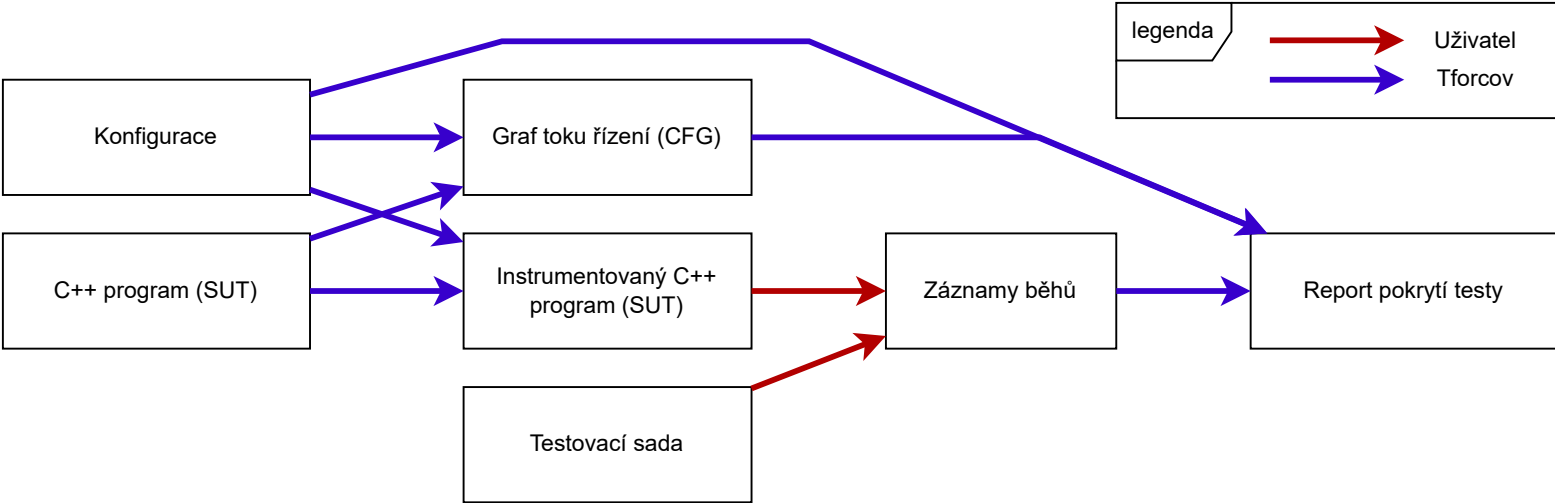 legenda
Uživatel
Tforcov
Konfigurace
Graf toku řízení (CFG)
C++ program (SUT)
Instrumentovaný C++
program (SUT)
Záznamy běhů
Report pokrytí testy
Testovací sada